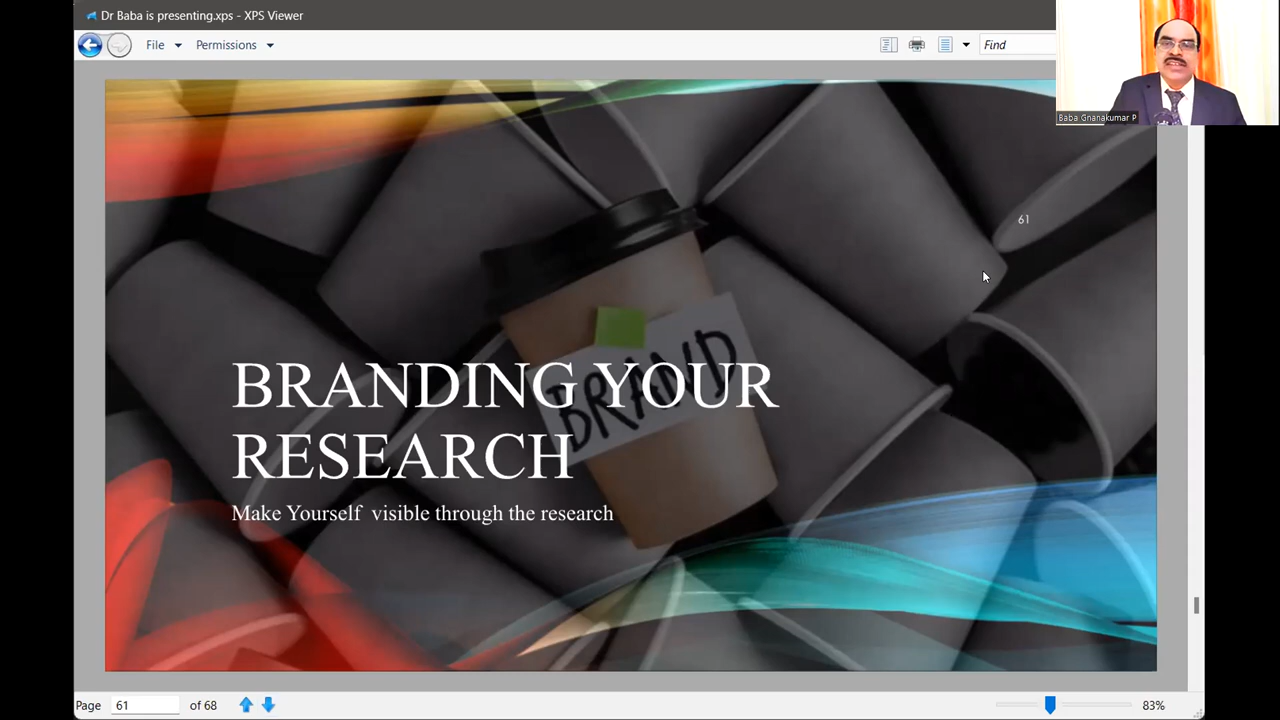 Dr Baba is presenting.xps - XPS Viewer
File Permissions Find
Baba Gnanakumar P
61
BRAND
BRANDING YOUR
RESEARCH
Make Yourself visible through the research
Page 61 of 68 83%